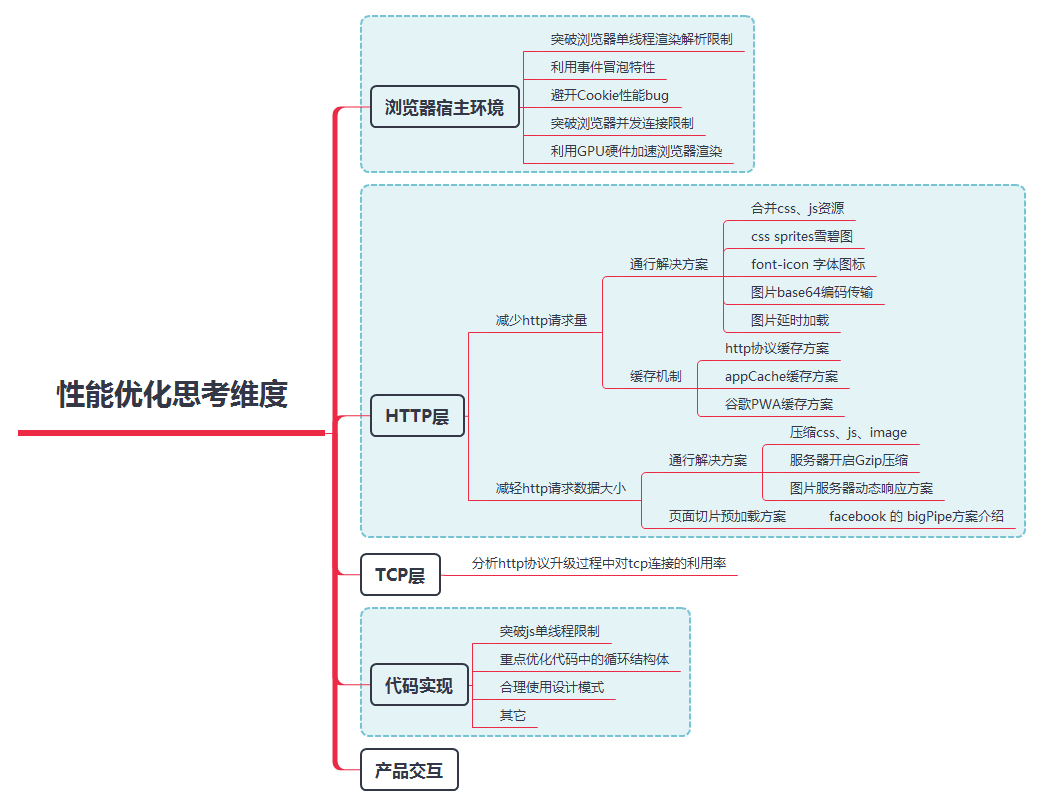 性能优化思考维度
浏览器宿主环境
突破浏览器单线程渲染解析限制
利用事件冒泡特性
避开Cookie性能bug
突破浏览器并发连接限制
利用GPU硬件加速浏览器渲染
HTTP层
减少http请求量
通行解决方案
合并css、js资源
css sprites雪碧图
font-icon 字体图标
图片base64编码传输
图片延时加载
缓存机制
http协议缓存方案
appCache缓存方案
谷歌PWA缓存方案
减轻http请求数据大小
通行解决方案
压缩css、js、image
服务器开启Gzip压缩
图片服务器动态响应方案
页面切片预加载方案
facebook 的 bigPipe方案介绍
TCP层
分析http协议升级过程中对tcp连接的利用率
代码实现
突破js单线程限制
重点优化代码中的循环结构体
合理使用设计模式
其它
产品交互